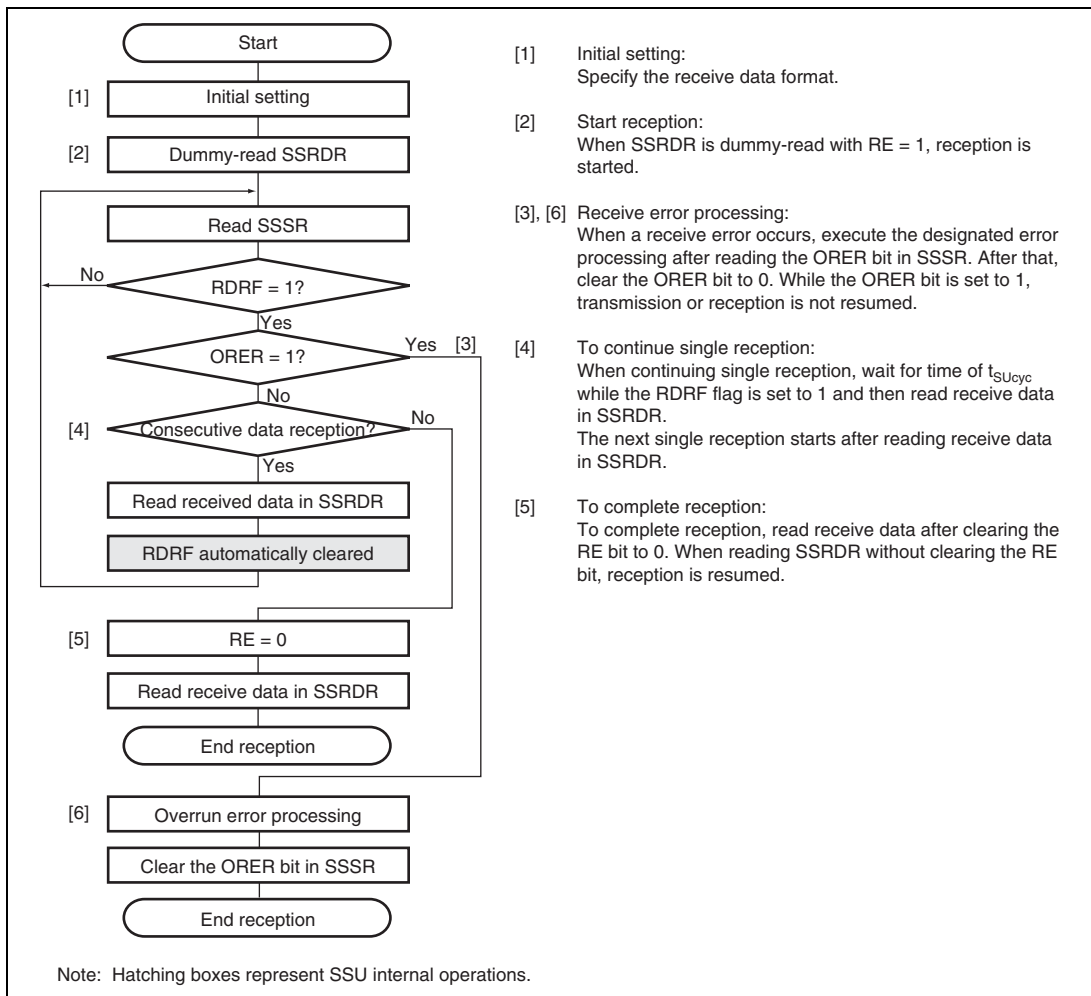 Start
[1] Initial setting
[2] Dummy-read SSRDR
Read SSSR
No
RDRF = 1?
Yes
ORER = 1?
Yes [3]
No
[4] Consecutive data reception?
No
Yes
Read received data in SSRDR
RDRF automatically cleared
[5] RE = 0
Read receive data in SSRDR
End reception
[6] Overrun error processing
Clear the ORER bit in SSSR
End reception
[1] Initial setting:
Specify the receive data format.
[2] Start reception:
When SSRDR is dummy-read with RE = 1, reception is
started.
[3], [6] Receive error processing:
When a receive error occurs, execute the designated error
processing after reading the ORER bit in SSSR. After that,
clear the ORER bit to 0. While the ORER bit is set to 1,
transmission or reception is not resumed.
[4] To continue single reception:
When continuing single reception, wait for time of tSUcyc
while the RDRF flag is set to 1 and then read receive data
in SSRDR.
The next single reception starts after reading receive data
in SSRDR.
[5] To complete reception:
To complete reception, read receive data after clearing the
RE bit to 0. When reading SSRDR without clearing the RE
bit, reception is resumed.
Note: Hatching boxes represent SSU internal operations.